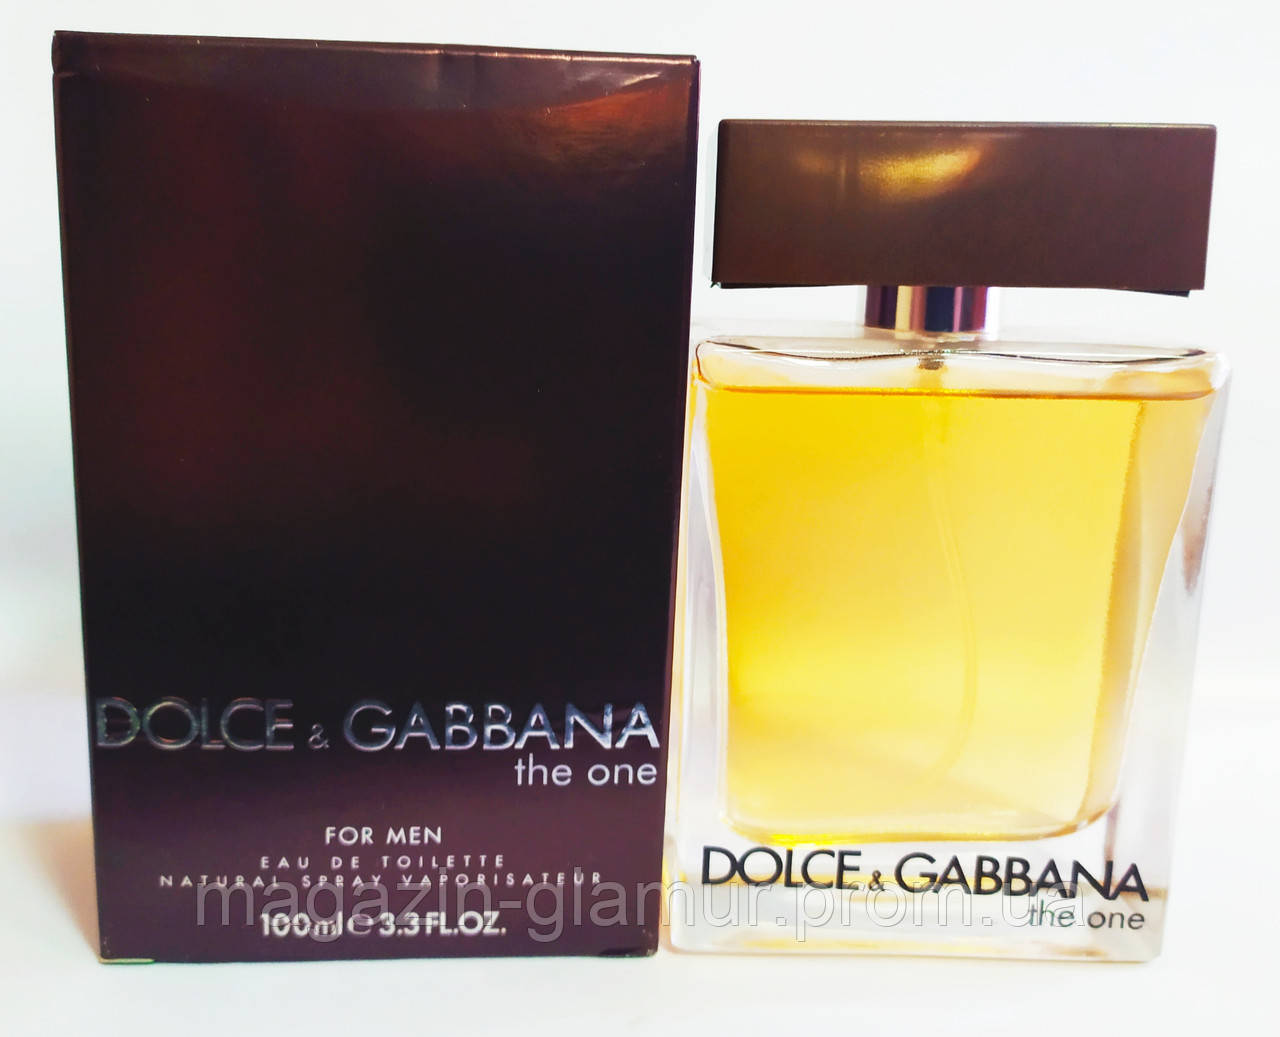 DOLCE & GABBANA
the one
FOR MEN
EAU DE TOILETTE
NATURAL SPRAY VAPORISATEUR
100ml e 3.3 FL.OZ.
DOLCE & GABBANA
the one
magazin-glamur.prom.ua